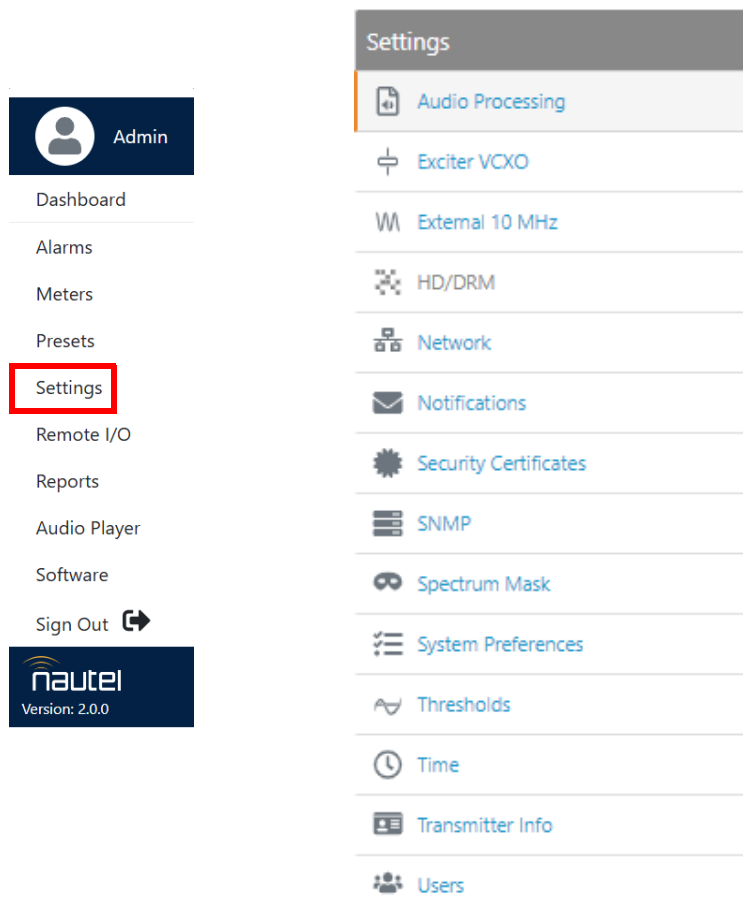 Admin
Dashboard
Alarms
Meters
Presets
Settings
Remote I/O
Reports
Audio Player
Software
Sign Out
nautel
Version: 2.0.0
Settings
Audio Processing
Exciter VCXO
External 10 MHz
HD/DRM
Network
Notifications
Security Certificates
SNMP
Spectrum Mask
System Preferences
Thresholds
Time
Transmitter Info
Users